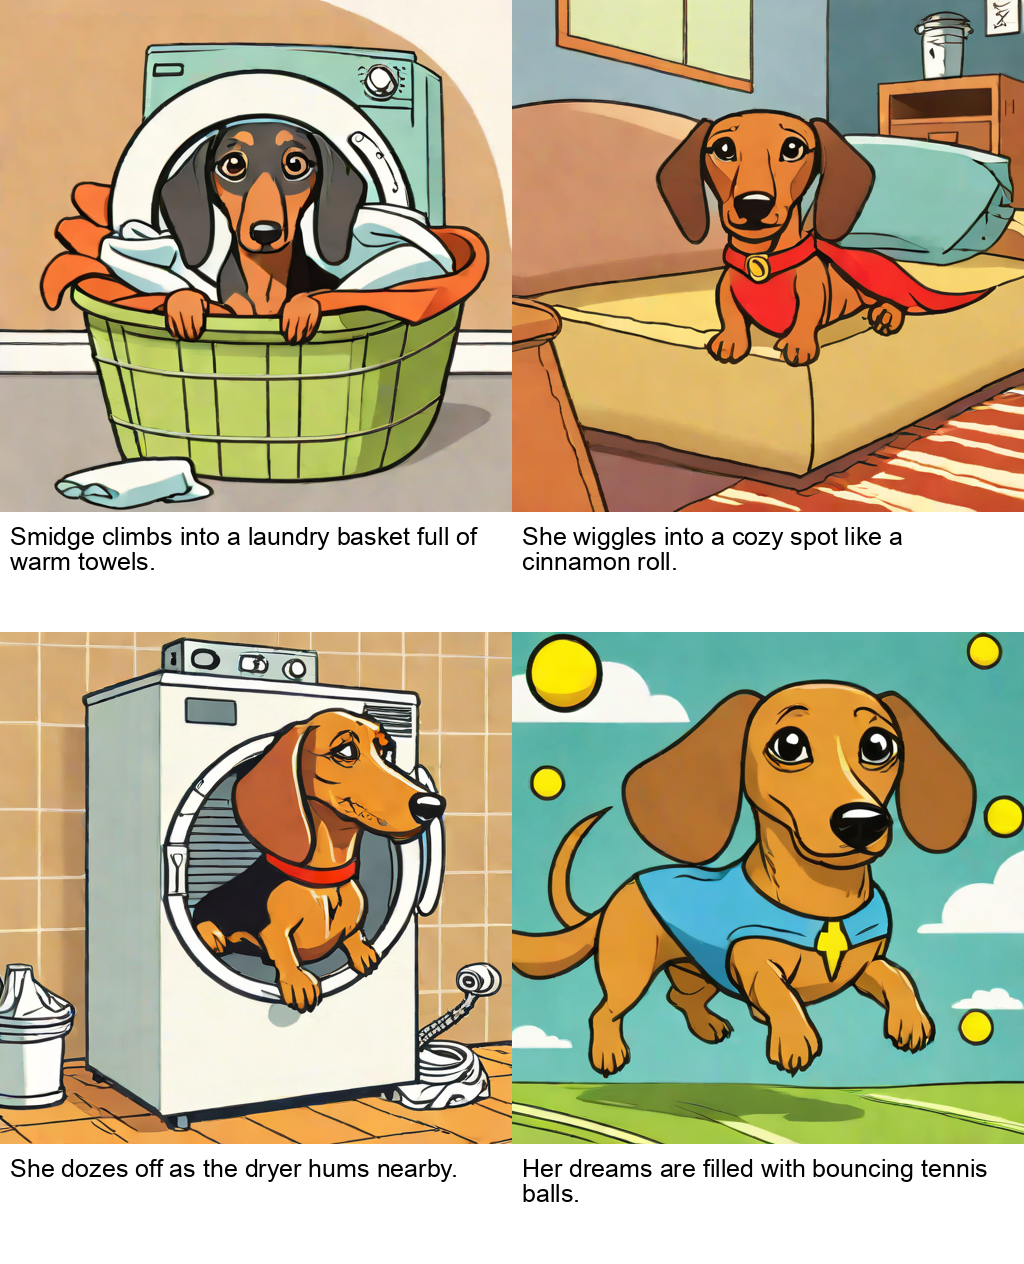 Smidge climbs into a laundry basket full of
warm towels.
She wiggles into a cozy spot like a
cinnamon roll.
She dozes off as the dryer hums nearby.
Her dreams are filled with bouncing tennis
balls.